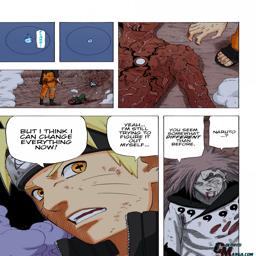 NARUTO
...?
YOU SEEM
SOMEWHAT
DIFFERENT
THAN
BEFORE.
YEAH...
I'M STILL
TRYING TO
FIGURE IT
OUT
MYSELF...
BUT I THINK I
CAN CHANGE
EVERYTHING
NOW!